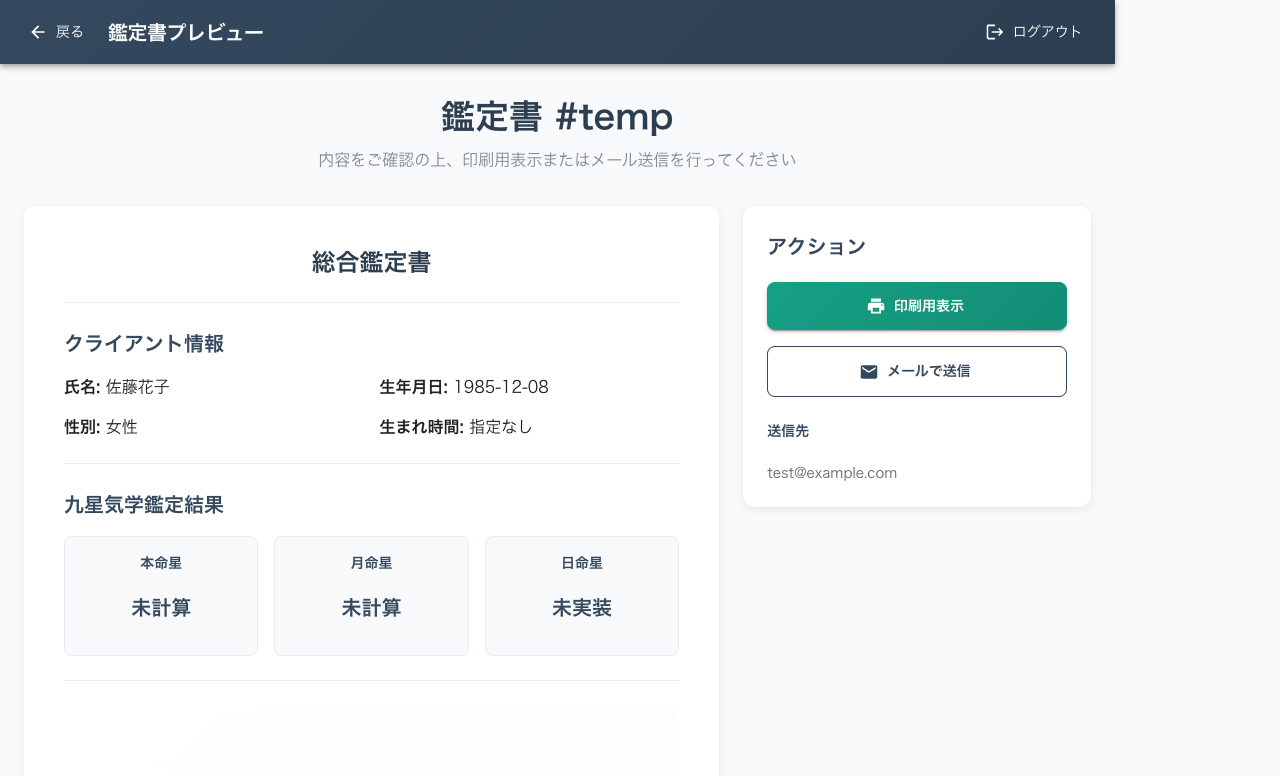 戻る
鑑定書プレビュー
ログアウト
鑑定書 #temp
内容をご確認の上、印刷用表示またはメール送信を行ってください
総合鑑定書
クライアント情報
氏名: 佐藤花子
生年月日: 1985-12-08
性別: 女性
生まれ時間: 指定なし
九星気学鑑定結果
本命星
未計算
月命星
未計算
日命星
未実装
アクション
印刷用表示
メールで送信
送信先
test@example.com